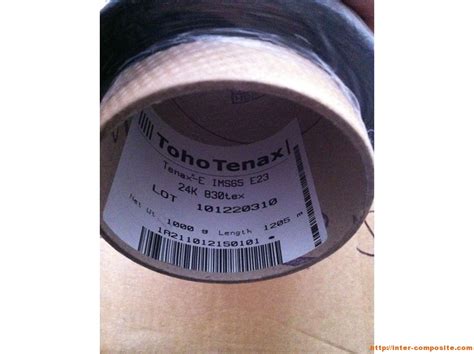 TohoTenax
Tenax-E IMS65 E23
24K 830tex
LOT 101220310
Net Wt. 1000 g Length 1205 m
1A211012150101
http://inter-composite.com